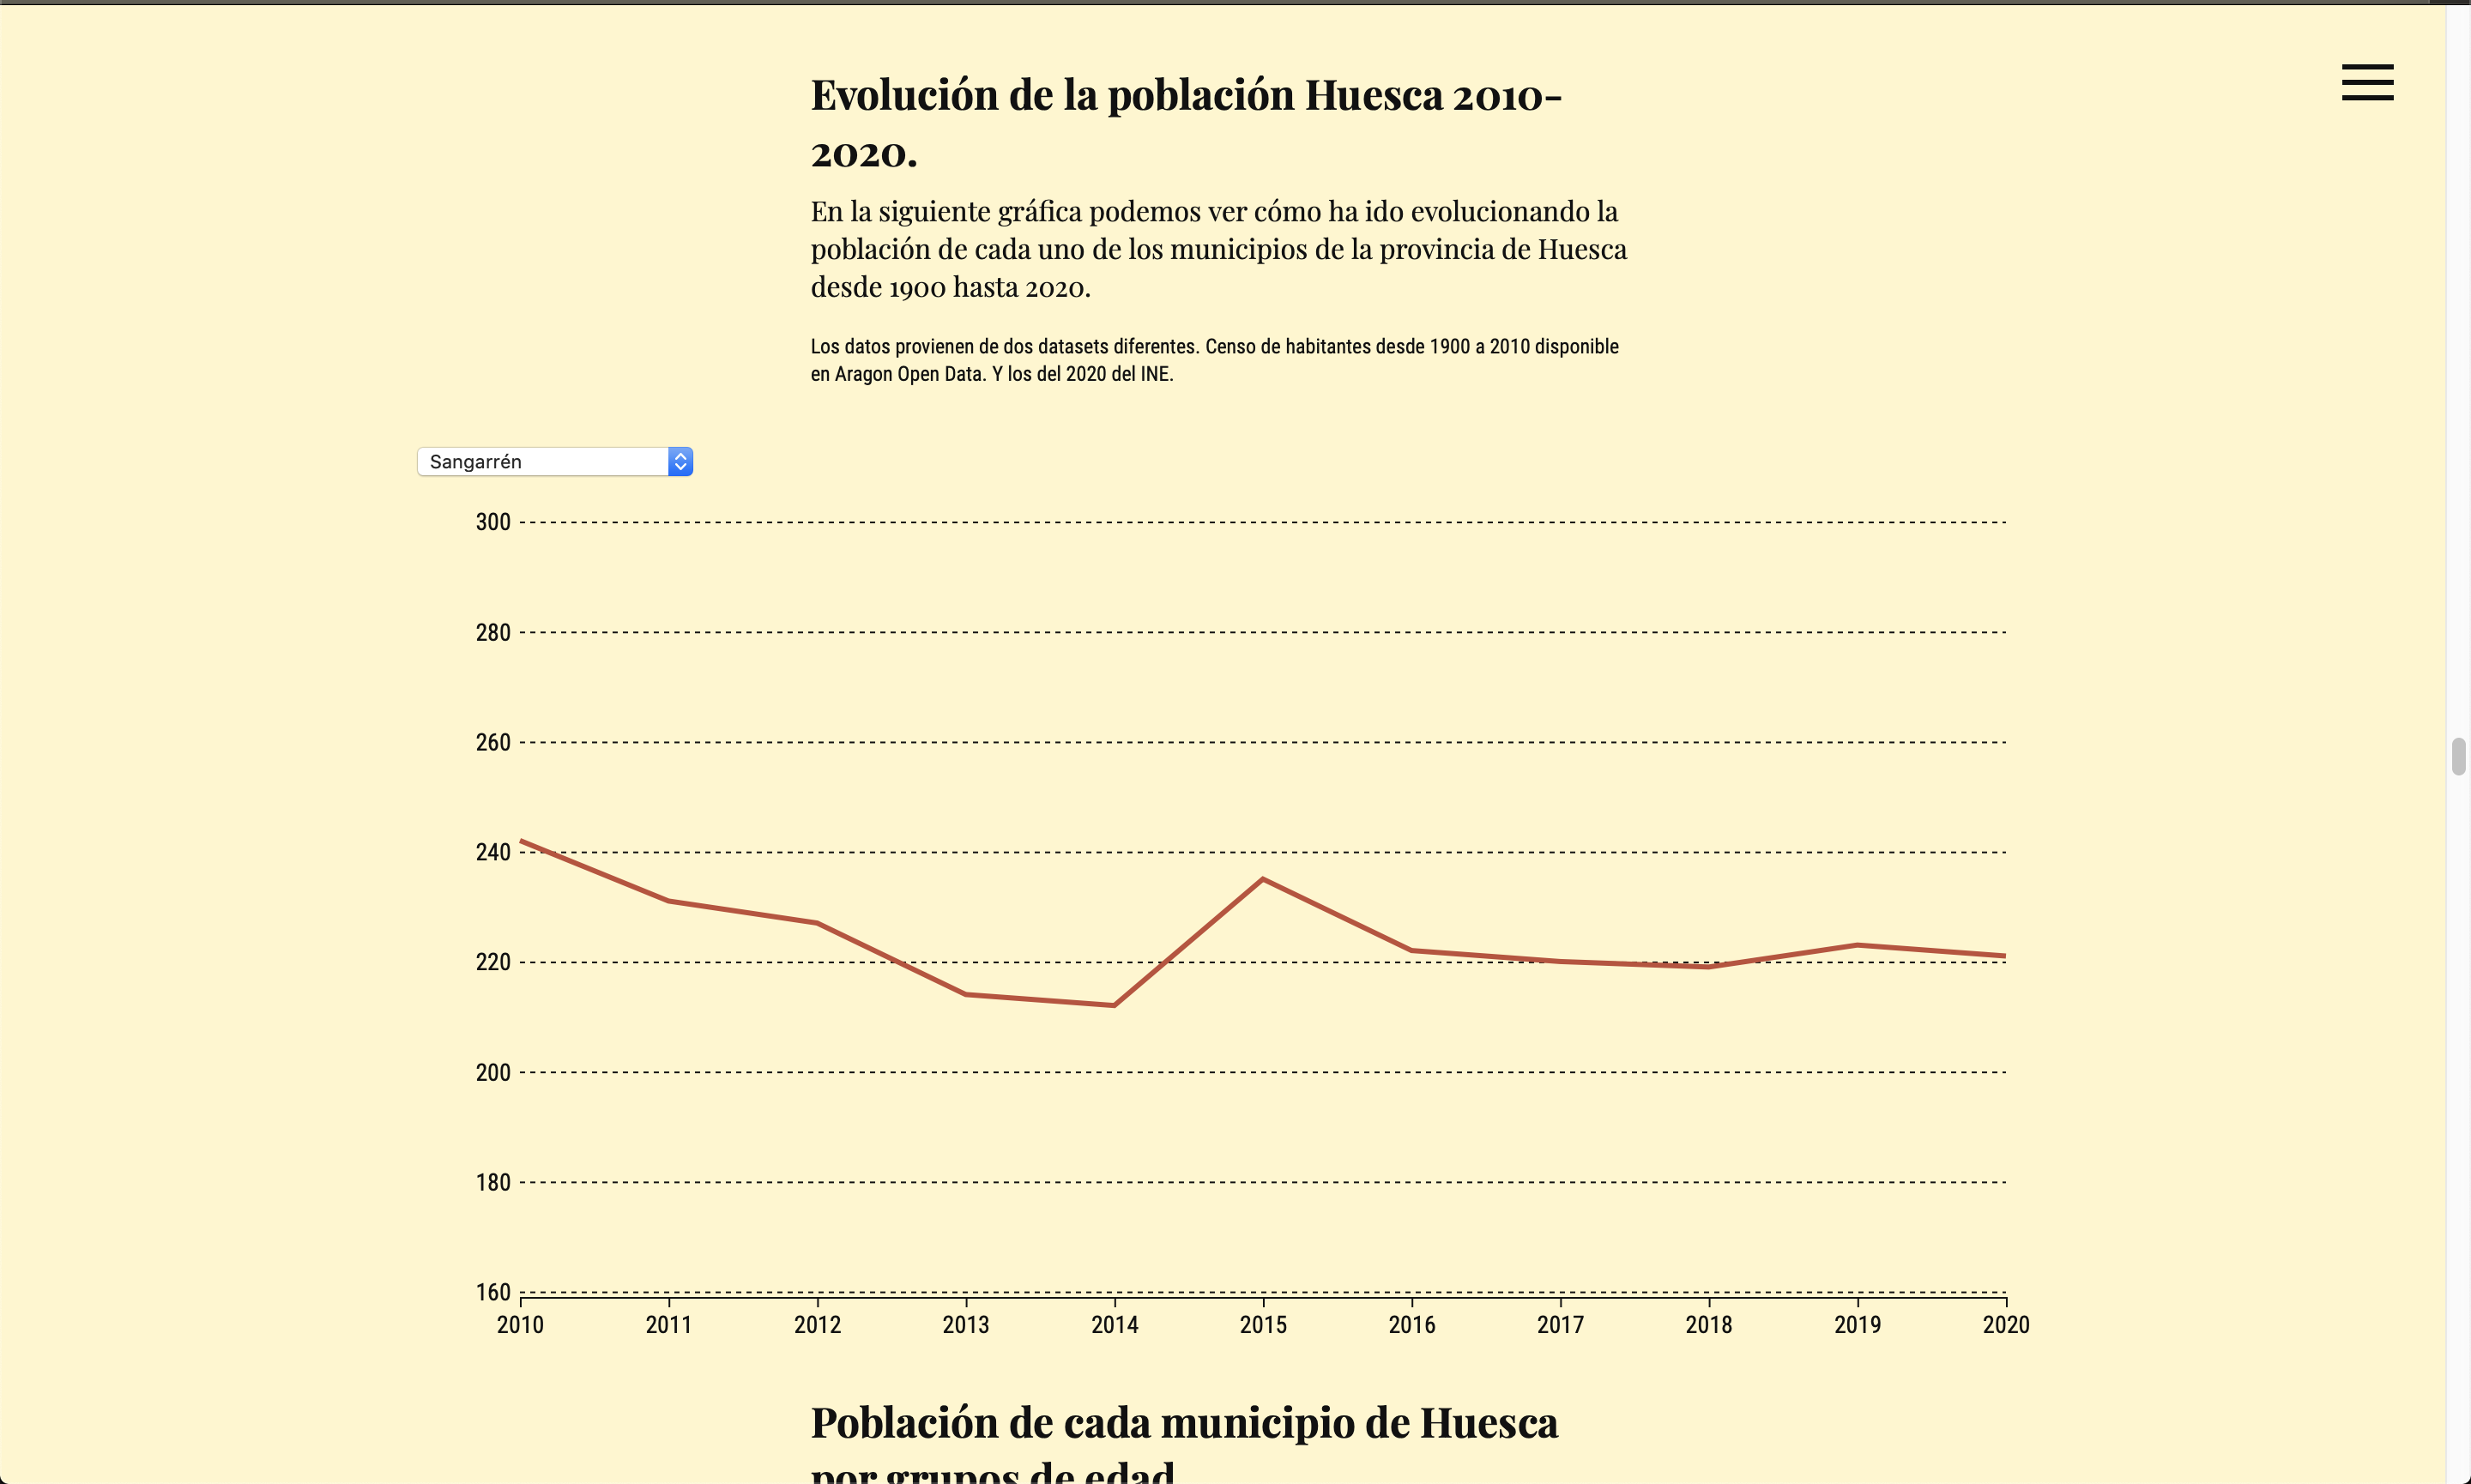 Evolución de la población Huesca 2010-
2020.
En la siguiente gráfica podemos ver cómo ha ido evolucionando la
población de cada uno de los municipios de la provincia de Huesca
desde 1900 hasta 2020.
Los datos provienen de dos datasets diferentes. Censo de habitantes desde 1900 a 2010 disponible
en Aragon Open Data. Y los del 2020 del INE.
Sangarrén
300
280
260
240
220
200
180
160
2010 2011 2012 2013 2014 2015 2016 2017 2018 2019 2020
Población de cada municipio de Huesca
por grupos de edad